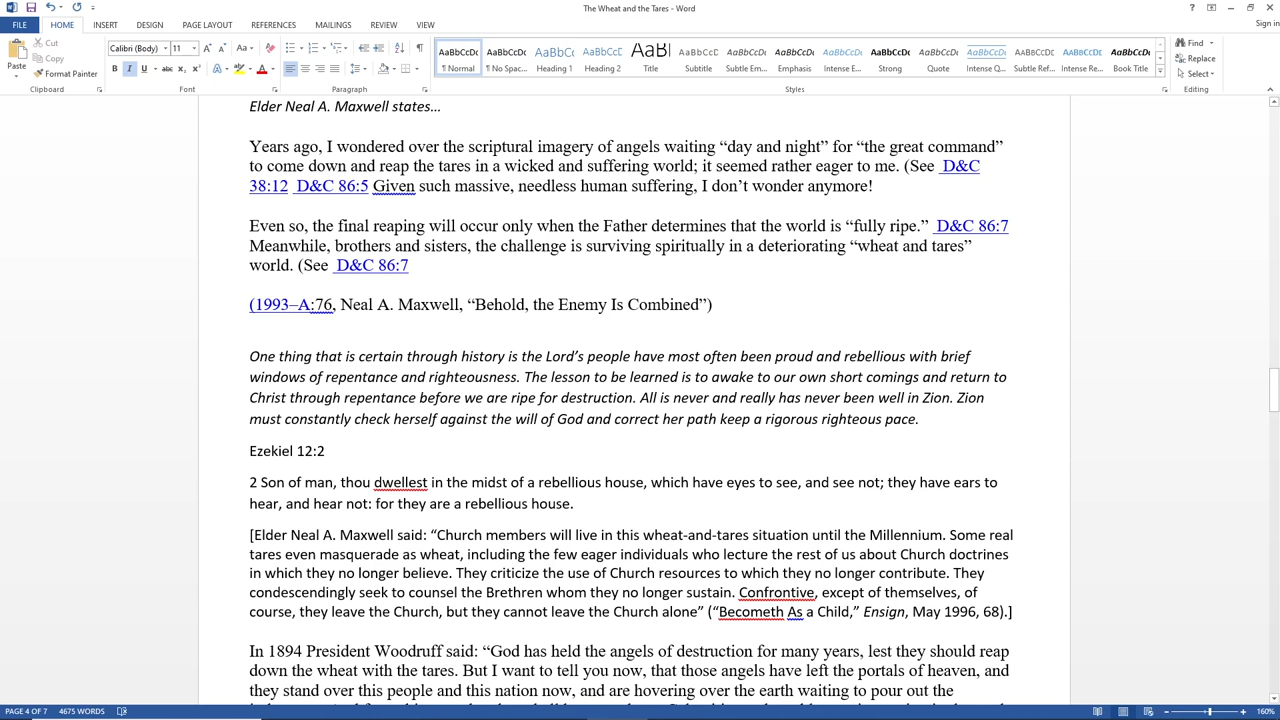 The Wheat and the Tares - Word
FILE HOME INSERT DESIGN PAGE LAYOUT REFERENCES MAILINGS REVIEW VIEW Sign in
Paste
Cut
Copy
Format Painter
Calibri (Body) 11
Clipboard Font Paragraph Styles Editing
AaBbCcDc AaBbCcDc AaBbCc AaBbCc AaBl AaBbCcD AaBbCcDc AaBbCcDc AaBbCcDc AaBbCcDc AaBbCcDc AaBbCcDc AaBbCcDc AaBbCcDc AaBbCcDc
¶ Normal ¶ No Spac... Heading 1 Heading 2 Title Subtitle Subtle Em... Emphasis Intense E... Strong Quote Intense Q... Subtle Ref... Intense Re... Book Title
Find
Replace
Select
Elder Neal A. Maxwell states…
Years ago, I wondered over the scriptural imagery of angels waiting “day and night” for “the great command”
to come down and reap the tares in a wicked and suffering world; it seemed rather eager to me. (See D&C
38:12 D&C 86:5 Given such massive, needless human suffering, I don’t wonder anymore!
Even so, the final reaping will occur only when the Father determines that the world is “fully ripe.” D&C 86:7
Meanwhile, brothers and sisters, the challenge is surviving spiritually in a deteriorating “wheat and tares”
world. (See D&C 86:7
(1993–A:76, Neal A. Maxwell, “Behold, the Enemy Is Combined”)
One thing that is certain through history is the Lord’s people have most often been proud and rebellious with brief
windows of repentance and righteousness. The lesson to be learned is to awake to our own short comings and return to
Christ through repentance before we are ripe for destruction. All is never and really has never been well in Zion. Zion
must constantly check herself against the will of God and correct her path keep a rigorous righteous pace.
Ezekiel 12:2
2 Son of man, thou dwellest in the midst of a rebellious house, which have eyes to see, and see not; they have ears to
hear, and hear not: for they are a rebellious house.
[Elder Neal A. Maxwell said: “Church members will live in this wheat-and-tares situation until the Millennium. Some real
tares even masquerade as wheat, including the few eager individuals who lecture the rest of us about Church doctrines
in which they no longer believe. They criticize the use of Church resources to which they no longer contribute. They
condescendingly seek to counsel the Brethren whom they no longer sustain. Confrontive, except of themselves, of
course, they leave the Church, but they cannot leave the Church alone” (“Becometh As a Child,” Ensign, May 1996, 68).]
In 1894 President Woodruff said: “God has held the angels of destruction for many years, lest they should reap
down the wheat with the tares. But I want to tell you now, that those angels have left the portals of heaven, and
they stand over this people and this nation now, and are hovering over the earth waiting to pour out the
PAGE 4 OF 7 4675 WORDS 160%